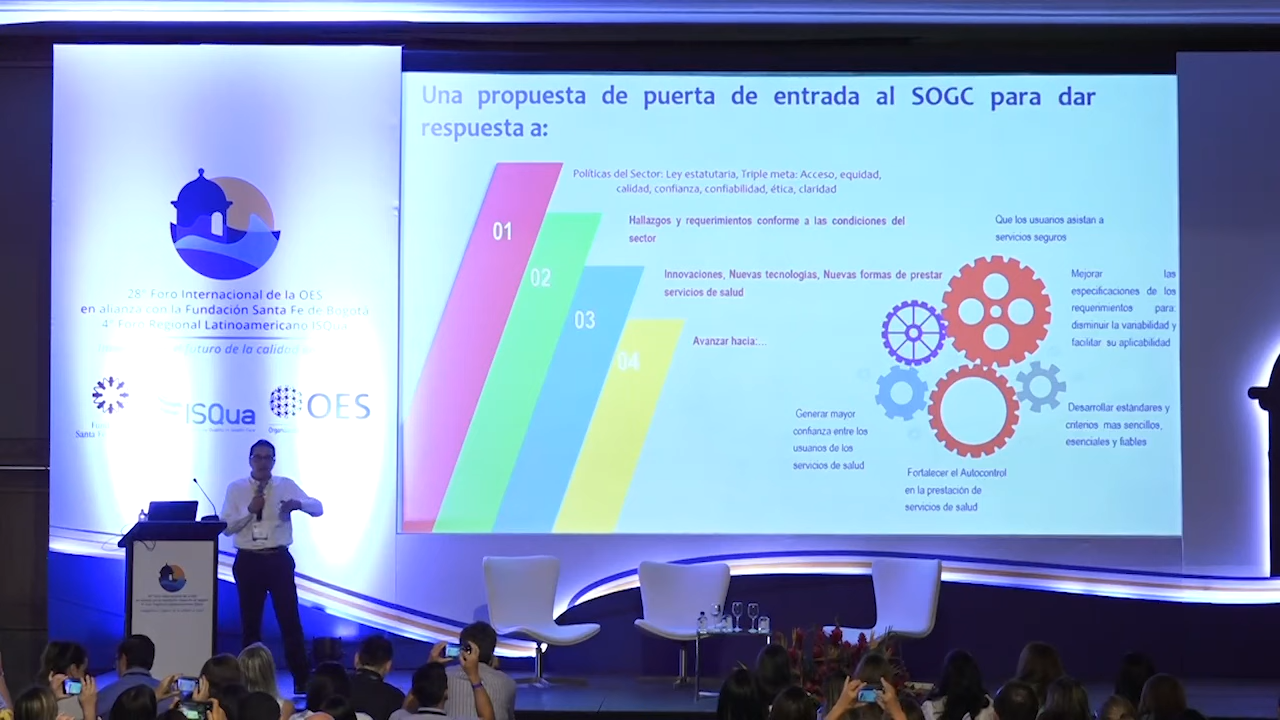 Una propuesta de puerta de entrada al SOGC para dar
respuesta a:
Políticas del Sector: Ley estatutaria, Triple meta: Acceso, equidad,
calidad, confianza, confiabilidad, ética, claridad
01
Hallazgos y requerimientos conforme a las condiciones del
sector
02
Innovaciones, Nuevas tecnologías, Nuevas formas de prestar
servicios de salud
03
Avanzar hacia:...
04
Que los usuarios asistan a
servicios seguros
Mejorar las
especificaciones de los
requerimientos para:
disminuir la variabilidad y
facilitar su aplicabilidad
Desarrollar estándares y
criterios mas sencillos,
esenciales y fiables
Fortalecer el Autocontrol
en la prestación de
servicios de salud
Generar mayor
confianza entre los
usuarios de los
servicios de salud
28° Foro Internacional de la OES
en alianza con la Fundación Santa Fe de Bogotá
4° Foro Regional Latinoamericano ISQua
futuro de la calidad
Santa Fe
ISQua
OES